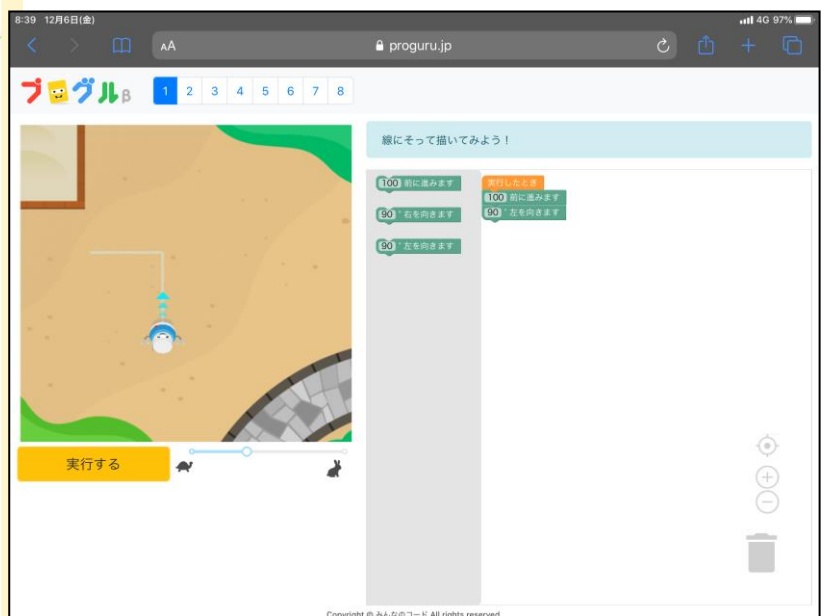 8:39 12月6日(金)
4G 97%
AA
proguru.jp
プログルβ
1 2 3 4 5 6 7 8
線にそって描いてみよう！
100 前に進みます
90 ° 右を向きます
90 ° 左を向きます
実行したとき
100 前に進みます
90 ° 左を向きます
実行する
Copyright © みんなのコード All rights reserved.